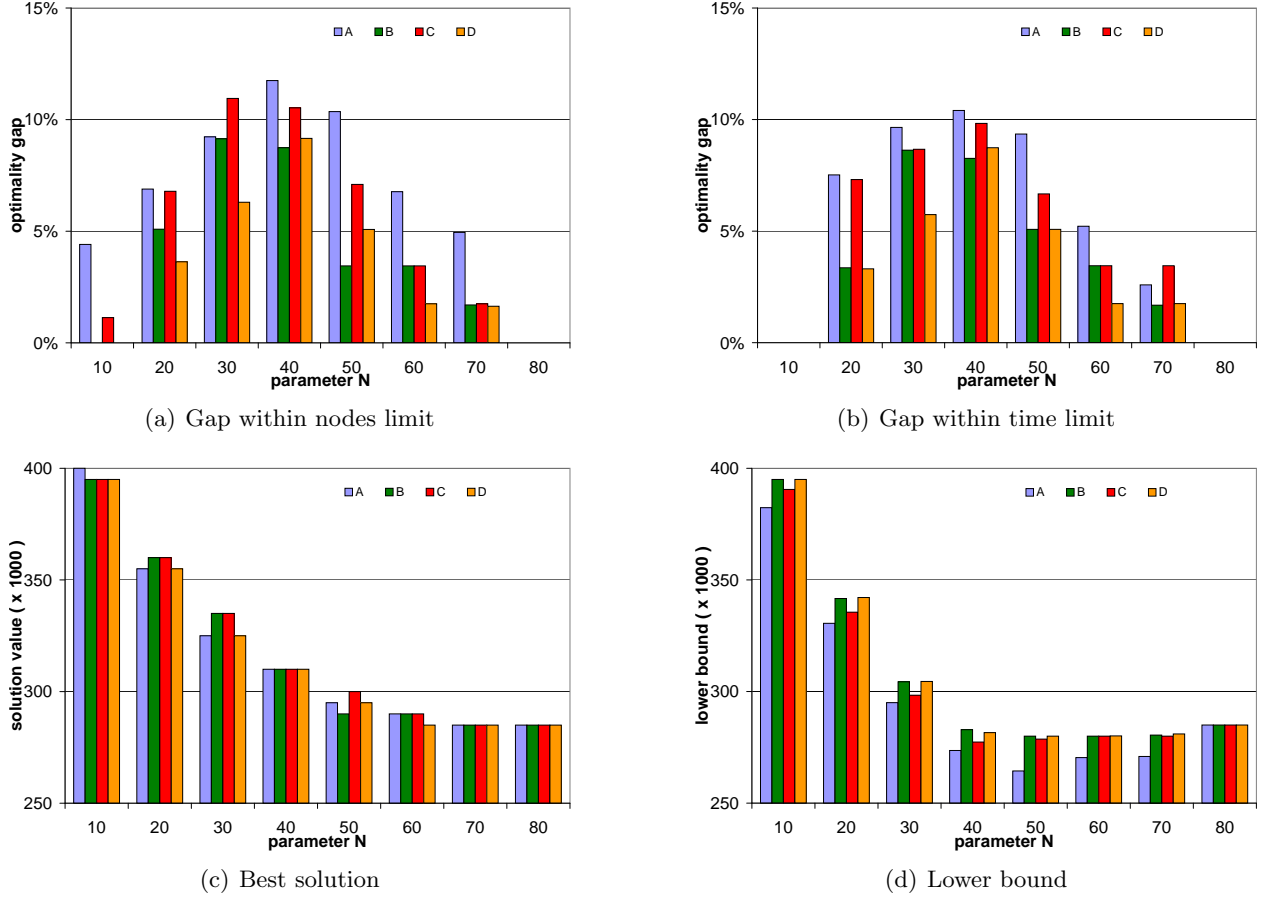 15%
A B C D
10%
optimality gap
5%
0%
10 20 30 40 50 60 70 80
parameter N
(a) Gap within nodes limit
15%
A B C D
10%
optimality gap
5%
0%
10 20 30 40 50 60 70 80
parameter N
(b) Gap within time limit
400
A B C D
350
solution value ( x 1000 )
300
250
10 20 30 40 50 60 70 80
parameter N
(c) Best solution
400
A B C D
350
lower bound ( x 1000 )
300
250
10 20 30 40 50 60 70 80
parameter N
(d) Lower bound